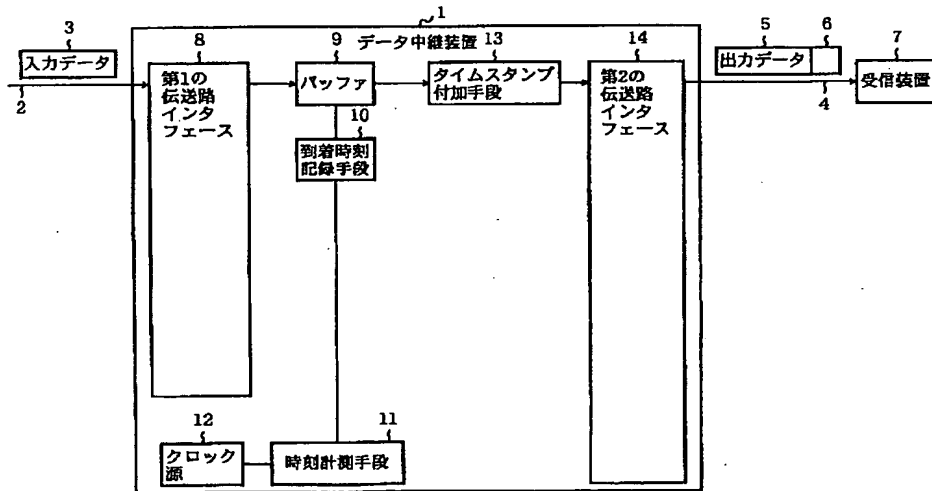 1
データ中継装置
3
入力データ
2
8
第1の
伝送路
インタ
フェース
9
バッファ
10
到着時刻
記録手段
13
タイムスタンプ
付加手段
14
第2の
伝送路
インタ
フェース
5
6
出力データ
4
7
受信装置
12
クロック
源
11
時刻計測手段